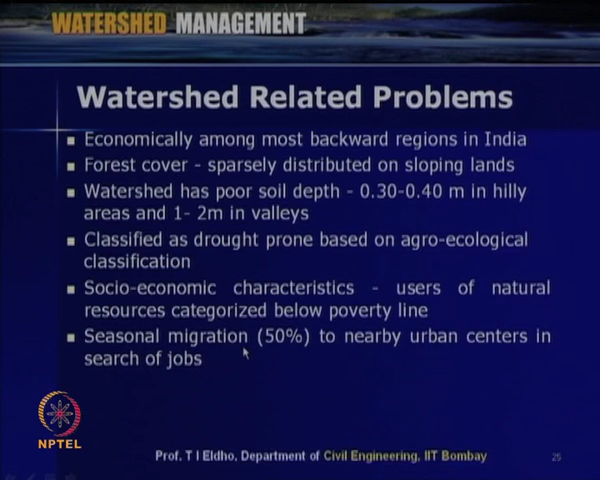 WATERSHED MANAGEMENT
Watershed Related Problems
Economically among most backward regions in India
Forest cover - sparsely distributed on sloping lands
Watershed has poor soil depth - 0.30-0.40 m in hilly
areas and 1- 2m in valleys
Classified as drought prone based on agro-ecological
classification
Socio-economic characteristics - users of natural
resources categorized below poverty line
Seasonal migration (50%) to nearby urban centers in
search of jobs
NPTEL
Prof. T I Eldho, Department of Civil Engineering, IIT Bombay
25